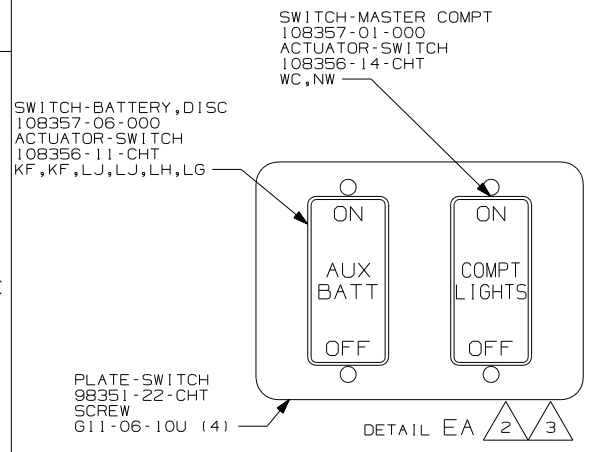 SWITCH-MASTER COMPT
108357-01-000
ACTUATOR-SWITCH
108356-14-CHT
WC,NW
SWITCH-BATTERY,DISC
108357-06-000
ACTUATOR-SWITCH
108356-11-CHT
KF,KF,LJ,LJ,LH,LG
ON
AUX
BATT
OFF
ON
COMPT
LIGHTS
OFF
PLATE-SWITCH
98351-22-CHT
SCREW
G11-06-10U (4)
DETAIL EA 2 3